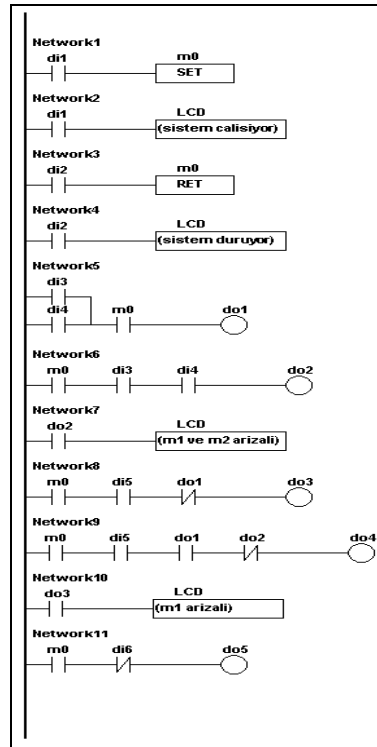 Network1
di1 m0
SET
Network2
di1 LCD
(sistem calisiyor)
Network3
di2 m0
RET
Network4
di2 LCD
(sistem duruyor)
Network5
di3
di4 m0 do1
Network6
m0 di3 di4 do2
Network7
do2 LCD
(m1 ve m2 arizali)
Network8
m0 di5 do1 do3
Network9
m0 di5 do1 do2 do4
Network10
do3 LCD
(m1 arizali)
Network11
m0 di6 do5